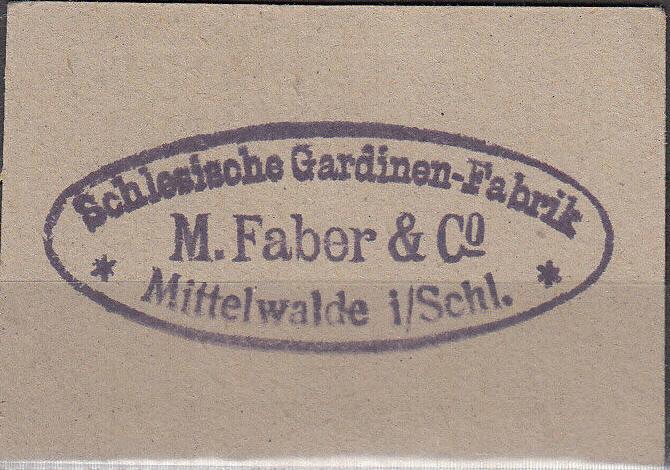 Schlesische Gardinen-Fabrik
M. Faber & Co
* Mittelwalde i/Schl. *